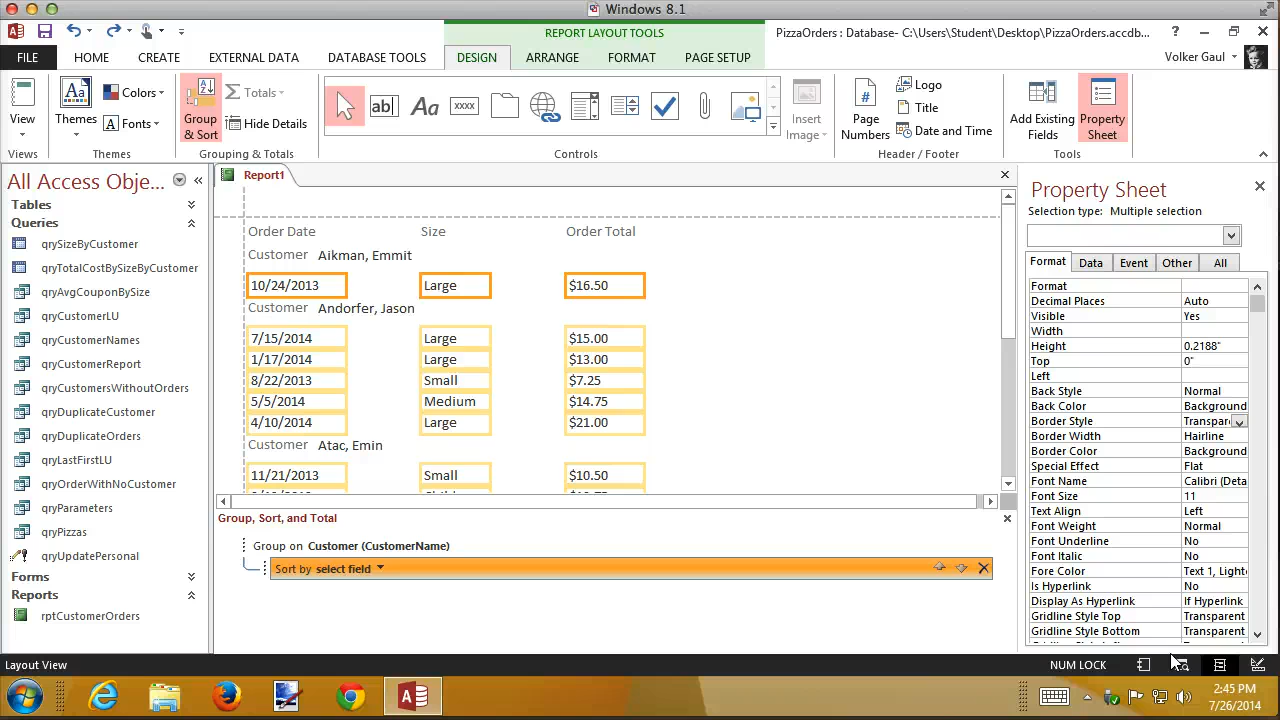 Windows 8.1
REPORT LAYOUT TOOLS
PizzaOrders : Database- C:\Users\Student\Desktop\PizzaOrders.accdb...
FILE HOME CREATE EXTERNAL DATA DATABASE TOOLS DESIGN ARRANGE FORMAT PAGE SETUP Volker Gaul
View
Views
Themes
Colors
Fonts
Themes
Group & Sort
Totals
Hide Details
Grouping & Totals
ab|
Aa
xxxx
Controls
Insert Image
Page Numbers
Logo
Title
Date and Time
Header / Footer
Add Existing Fields
Property Sheet
Tools
All Access Obje...
Tables
Queries
qrySizeByCustomer
qryTotalCostBySizeByCustomer
qryAvgCouponBySize
qryCustomerLU
qryCustomerNames
qryCustomerReport
qryCustomersWithoutOrders
qryDuplicateCustomer
qryDuplicateOrders
qryLastFirstLU
qryOrderWithNoCustomer
qryParameters
qryPizzas
qryUpdatePersonal
Forms
Reports
rptCustomerOrders
Report1
Order Date Size Order Total
Customer Aikman, Emmit
10/24/2013 Large $16.50
Customer Andorfer, Jason
7/15/2014 Large $15.00
1/17/2014 Large $13.00
8/22/2013 Small $7.25
5/5/2014 Medium $14.75
4/10/2014 Large $21.00
Customer Atac, Emin
11/21/2013 Small $10.50
Group, Sort, and Total
Group on Customer (CustomerName)
Sort by select field
Property Sheet
Selection type: Multiple selection
Format Data Event Other All
Format
Decimal Places Auto
Visible Yes
Width
Height 0.2188"
Top 0"
Left
Back Style Normal
Back Color Background
Border Style Transpar
Border Width Hairline
Border Color Background
Special Effect Flat
Font Name Calibri (Deta
Font Size 11
Text Align Left
Font Weight Normal
Font Underline No
Font Italic No
Fore Color Text 1, Light
Is Hyperlink No
Display As Hyperlink If Hyperlink
Gridline Style Top Transparent
Gridline Style Bottom Transparent
Layout View
NUM LOCK
2:45 PM
7/26/2014